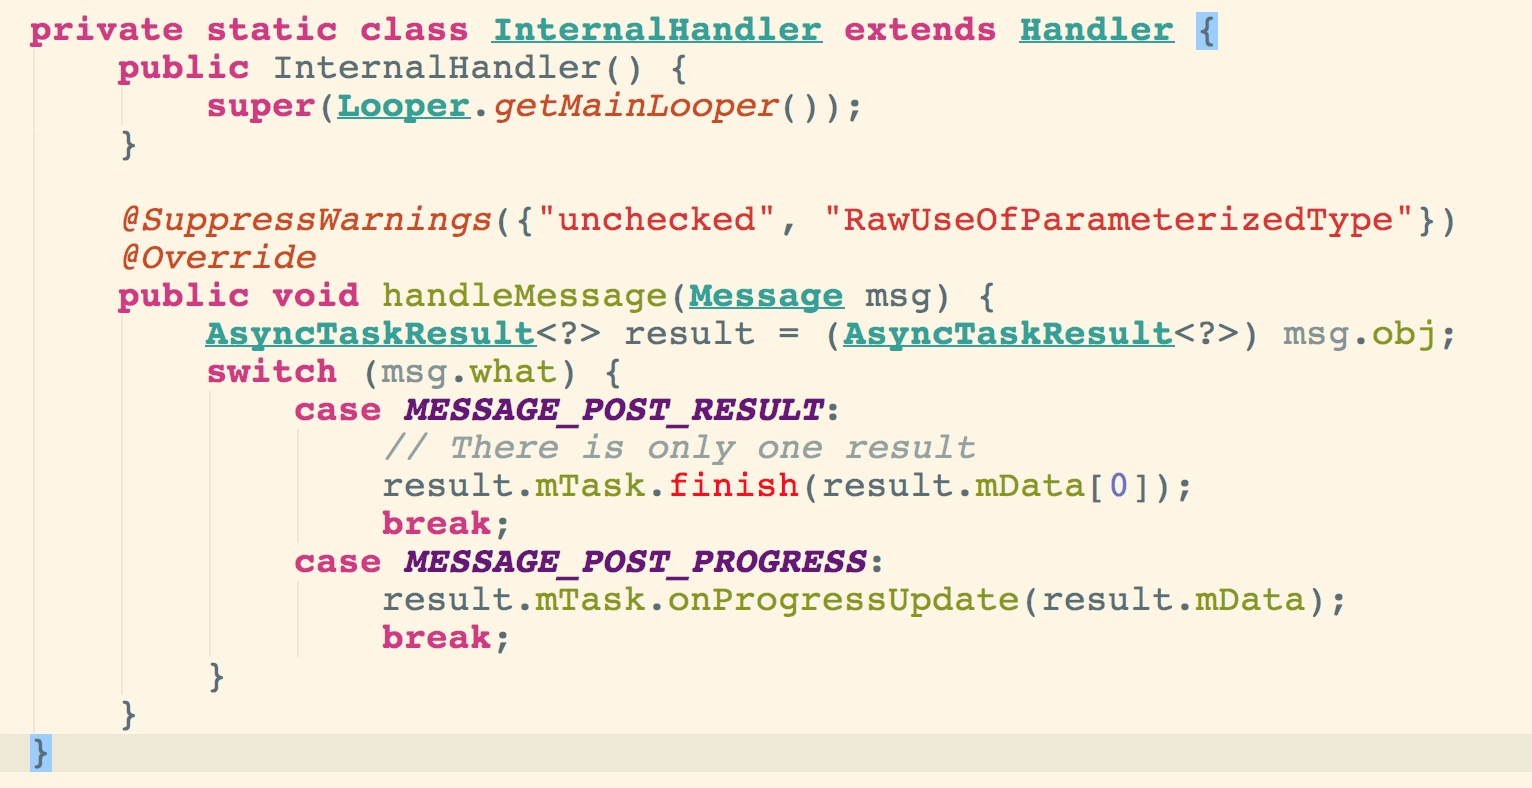 private static class InternalHandler extends Handler {
    public InternalHandler() {
        super(Looper.getMainLooper());
    }

    @SuppressWarnings({"unchecked", "RawUseOfParameterizedType"})
    @Override
    public void handleMessage(Message msg) {
        AsyncTaskResult<?> result = (AsyncTaskResult<?>) msg.obj;
        switch (msg.what) {
            case MESSAGE_POST_RESULT:
                // There is only one result
                result.mTask.finish(result.mData[0]);
                break;
            case MESSAGE_POST_PROGRESS:
                result.mTask.onProgressUpdate(result.mData);
                break;
        }
    }
}